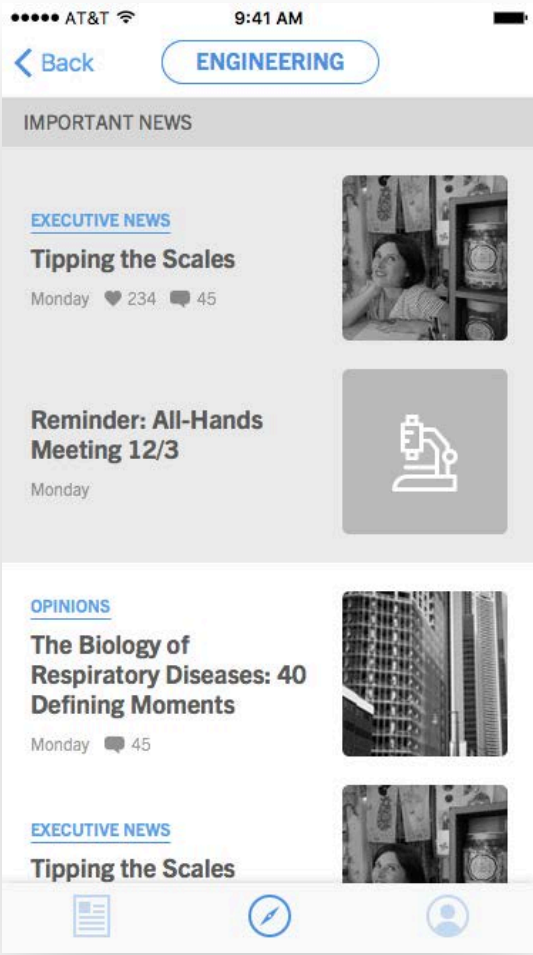 AT&T 9:41 AM
Back ENGINEERING
IMPORTANT NEWS
EXECUTIVE NEWS
Tipping the Scales
Monday 234 45
Reminder: All-Hands
Meeting 12/3
Monday
OPINIONS
The Biology of
Respiratory Diseases: 40
Defining Moments
Monday 45
EXECUTIVE NEWS
Tipping the Scales